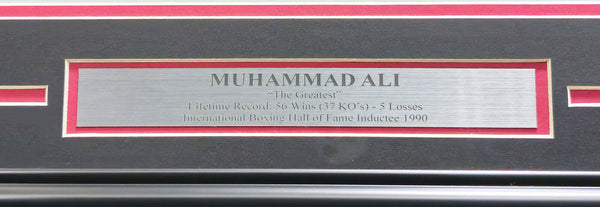 MUHAMMAD ALI
“The Greatest”
Lifetime Record: 56 Wins (37 KO’s) - 5 Losses
International Boxing Hall of Fame Inductee 1990